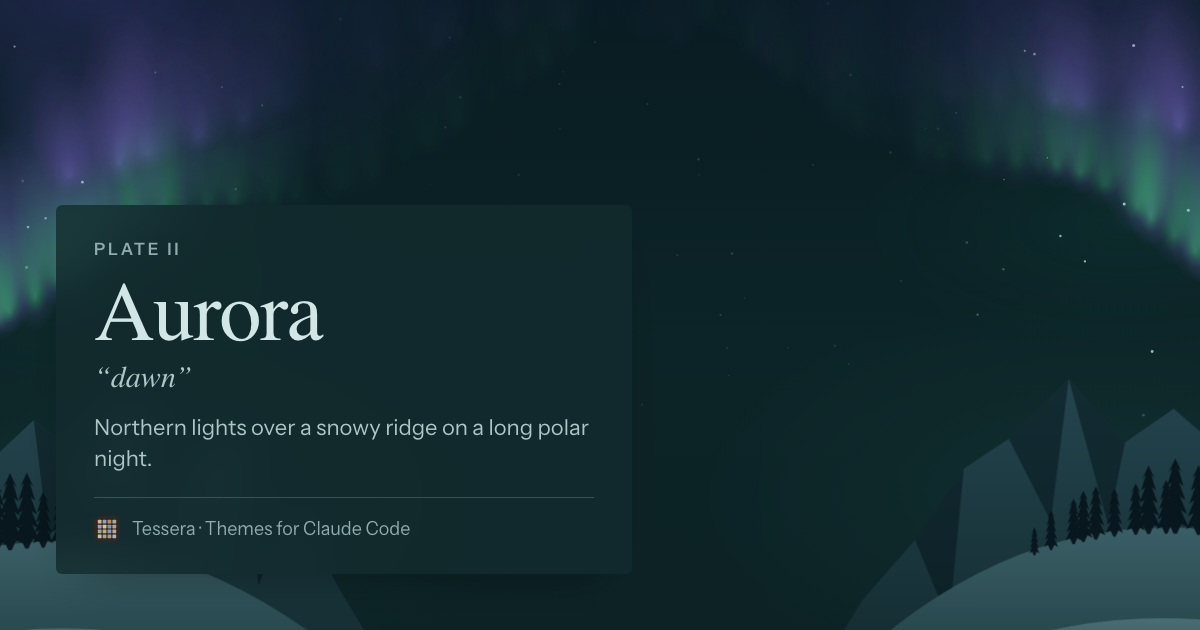 PLATE II
Aurora
“dawn”
Northern lights over a snowy ridge on a long polar
night.
Tessera · Themes for Claude Code